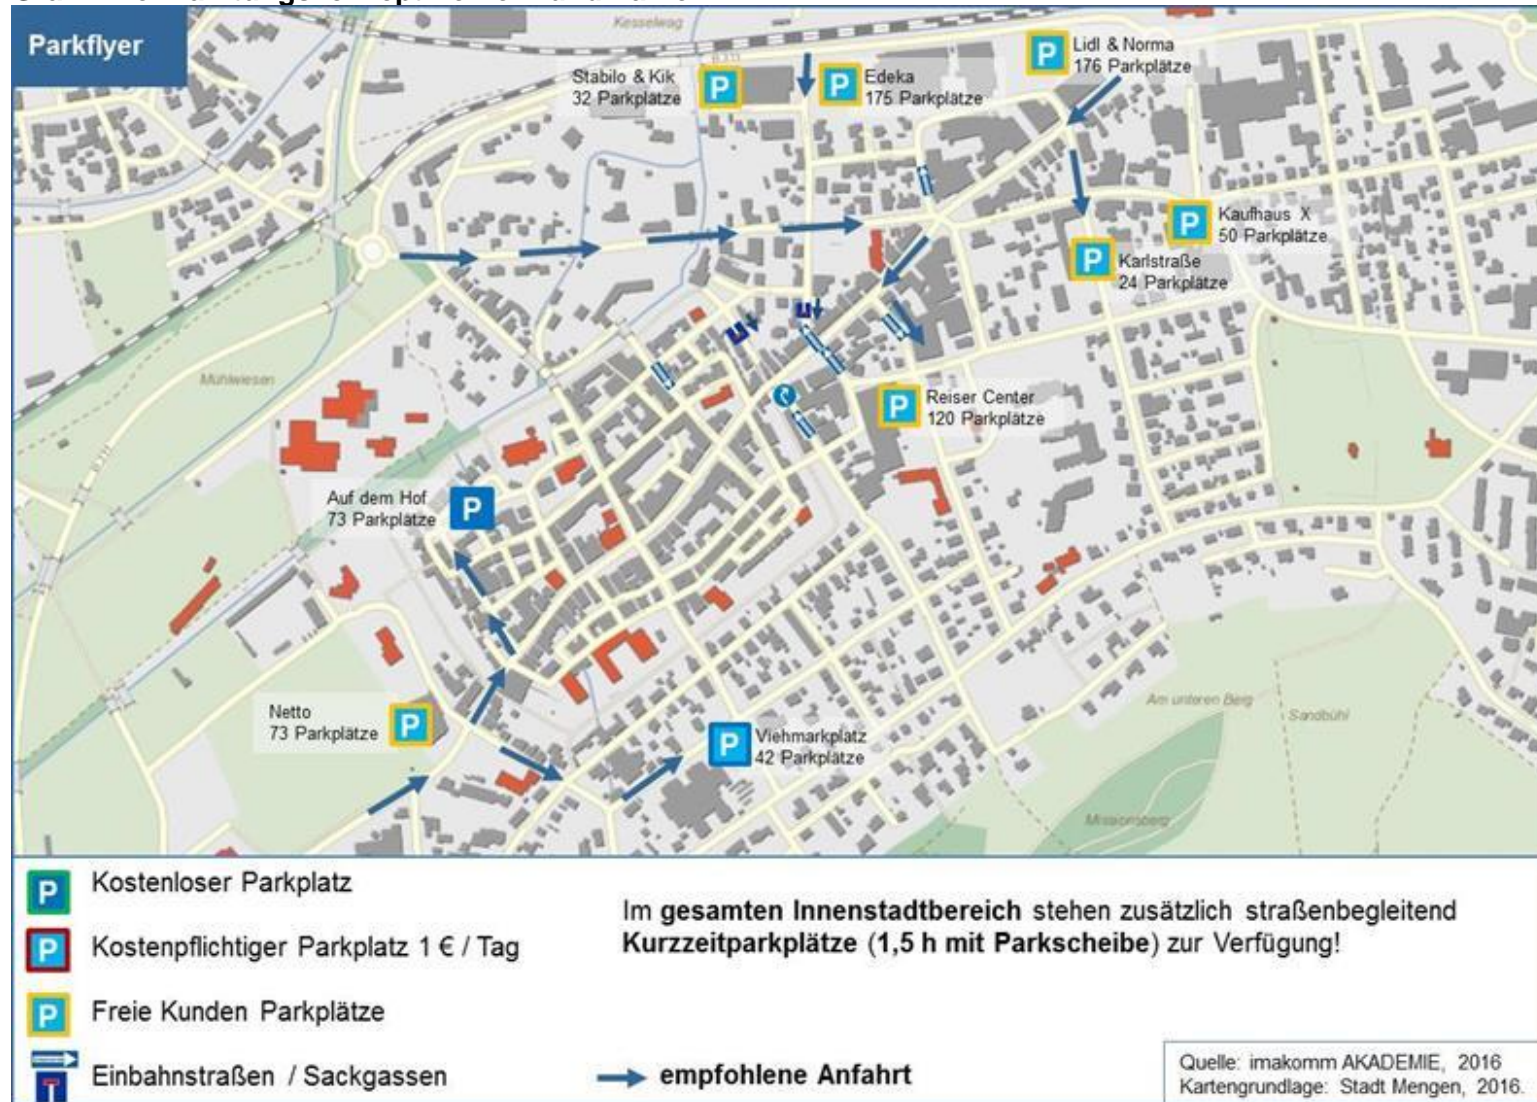 Parkflyer
Kesselwag
Stabilo & Kik
32 Parkplätze
P
P
Edeka
175 Parkplätze
P
Lidl & Norma
176 Parkplätze
P
Kaufhaus X
50 Parkplätze
P
Karlstraße
24 Parkplätze
Mühlwiesen
P
Reiser Center
120 Parkplätze
Auf dem Hof
73 Parkplätze
P
Netto
73 Parkplätze
P
P
Viehmarkplatz
42 Parkplätze
Am unteren Berg
Sandbühl
Missionsberg
P Kostenloser Parkplatz
P Kostenpflichtiger Parkplatz 1 € / Tag
P Freie Kunden Parkplätze
Einbahnstraßen / Sackgassen
Im gesamten Innenstadtbereich stehen zusätzlich straßenbegleitend
Kurzzeitparkplätze (1,5 h mit Parkscheibe) zur Verfügung!
empfohlene Anfahrt
Quelle: imakomm AKADEMIE, 2016
Kartengrundlage: Stadt Mengen, 2016.